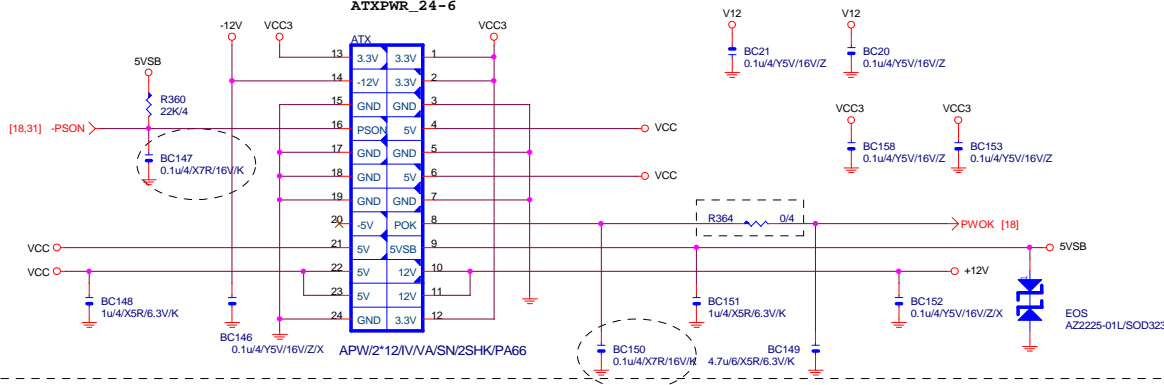 ATXPWR_24-6
-12V
VCC3
VCC3
V12
V12
ATX
5VSB
13
3.3V
3.3V
1
14
-12V
3.3V
2
15
GND
GND
3
16
PSON
5V
4
17
GND
GND
5
18
GND
5V
6
19
GND
GND
7
20
-5V
POK
8
21
5V
5VSB
9
22
5V
12V
10
23
5V
12V
11
24
GND
3.3V
12
BC21
0.1u/4/Y5V/16V/Z
BC20
0.1u/4/Y5V/16V/Z
R360
22K/4
[18,31] -PSON
VCC3
VCC3
VCC
BC147
0.1u/4/X7R/16V/K
BC158
0.1u/4/Y5V/16V/Z
BC153
0.1u/4/Y5V/16V/Z
VCC
R364
0/4
PWOK [18]
VCC
5VSB
VCC
+12V
BC148
1u/4/X5R/6.3V/K
BC146
0.1u/4/Y5V/16V/Z/X
BC151
1u/4/X5R/6.3V/K
BC152
0.1u/4/Y5V/16V/Z/X
EOS
AZ2225-01L/SOD323
APW/2*12/IV/VA/SN/2SHK/PA66
BC150
0.1u/4/X7R/16V/K
BC149
4.7u/6/X5R/6.3V/K